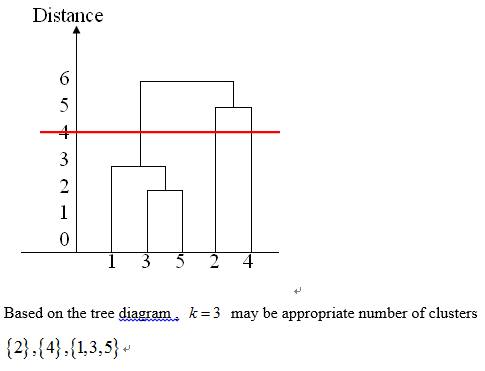 Distance
6
5
4
3
2
1
0
1 3 5 2 4
Based on the tree diagram , k = 3 may be appropriate number of clusters
{2},{4},{1,3,5}